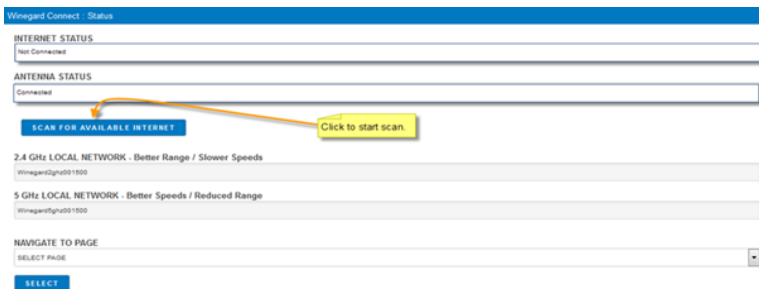 Winegard Connect : Status
INTERNET STATUS
Not Connected
ANTENNA STATUS
Connected
SCAN FOR AVAILABLE INTERNET
Click to start scan.
2.4 GHz LOCAL NETWORK - Better Range / Slower Speeds
Winegard2ghz001500
5 GHz LOCAL NETWORK - Better Speeds / Reduced Range
Winegard5ghz001500
NAVIGATE TO PAGE
SELECT PAGE
SELECT